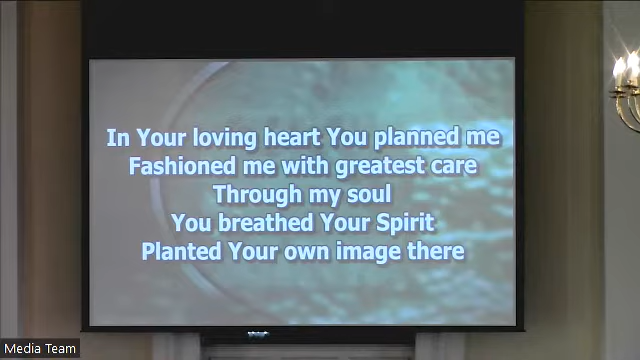 In Your loving heart You planned me
Fashioned me with greatest care
Through my soul
You breathed Your Spirit
Planted Your own image there
Media Team